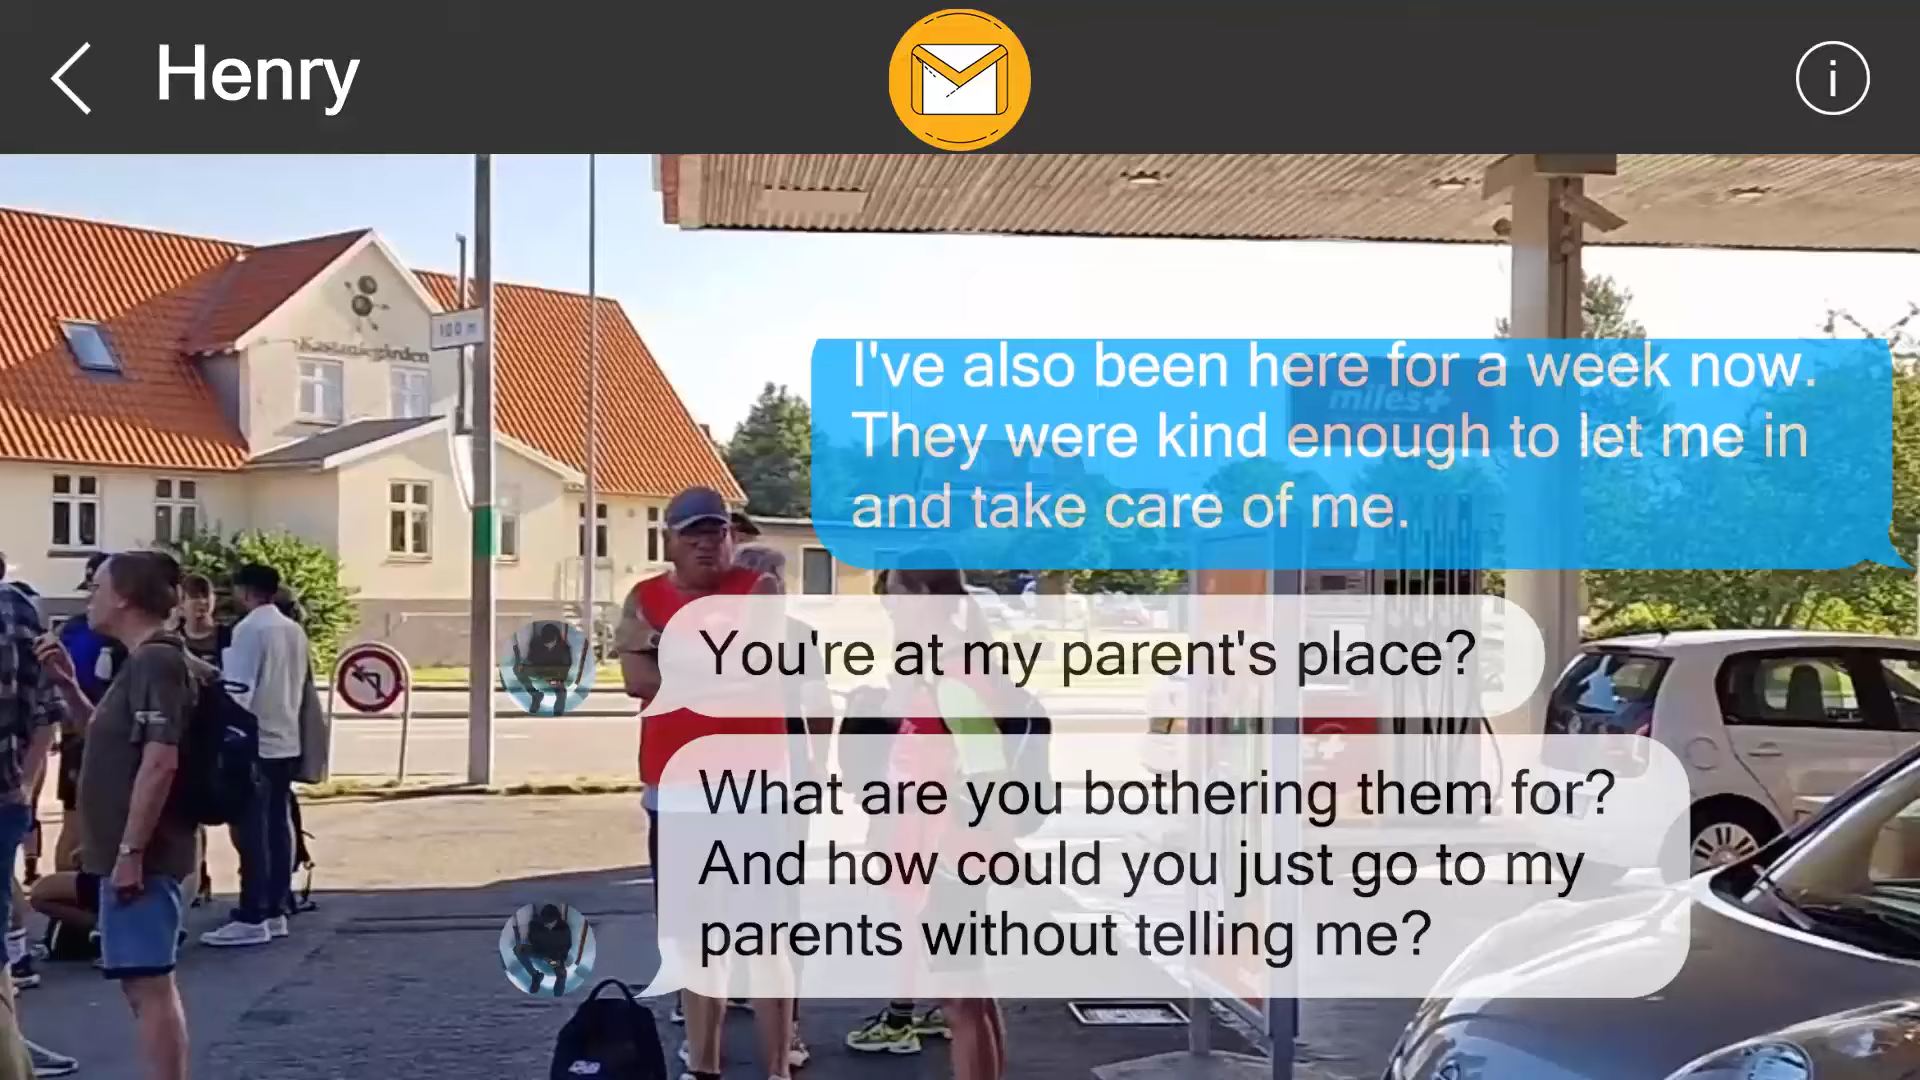 Henry
i
Kastaniegården
100 m
I've also been here for a week now.
miles+
They were kind enough to let me in
and take care of me.
You're at my parent's place?
What are you bothering them for?
And how could you just go to my
parents without telling me?